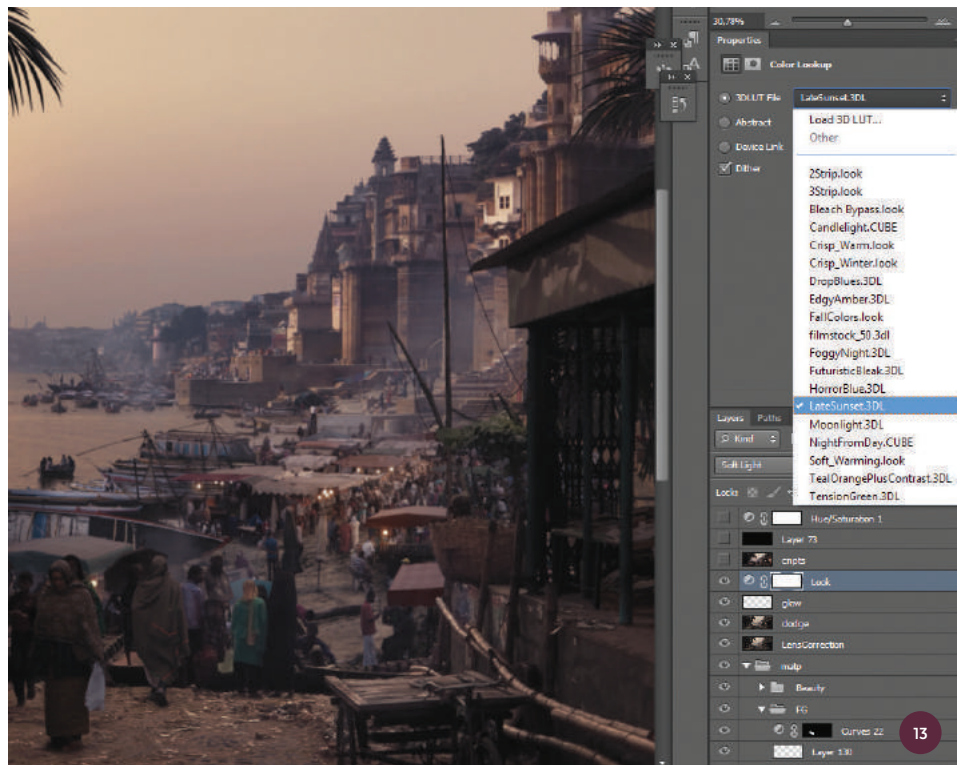 30,78%
Properties
Color Lookup
3DLUT File
LateSunset.3DL
Abstract
Device Link
Dither
Load 3D LUT...
Other
2Strip.look
3Strip.look
Bleach Bypass.look
Candlelight.CUBE
Crisp_Warm.look
Crisp_Winter.look
DropBlues.3DL
EdgyAmber.3DL
FallColors.look
filmstock_50.3dl
FoggyNight.3DL
FuturisticBleak.3DL
HorrorBlue.3DL
LateSunset.3DL
Moonlight.3DL
NightFromDay.CUBE
Soft_Warming.look
TealOrangePlusContrast.3DL
TensionGreen.3DL
Layers Paths
Kind
Soft Light
Lock:
Hue/Saturation 1
Layer 73
Look
glow
dodge
LensCorrection
matp
Beauty
FG
Curves 22
Layer 130
13